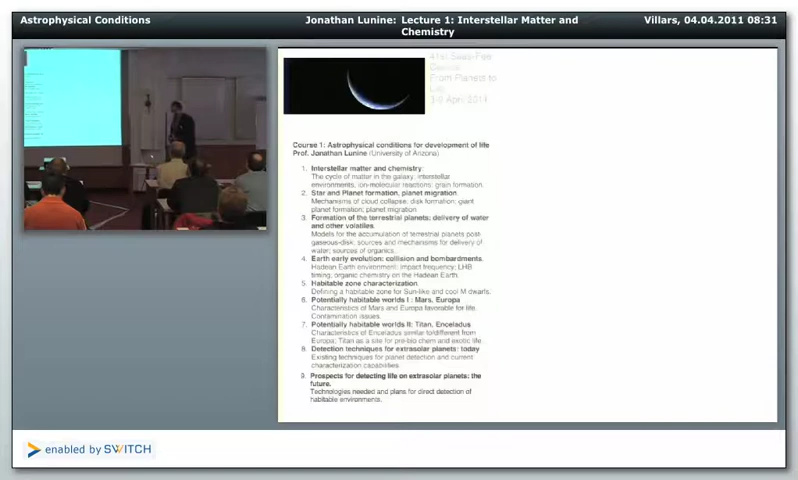 Astrophysical Conditions
Jonathan Lunine: Lecture 1: Interstellar Matter and
Chemistry
Villars, 04.04.2011 08:31
41st Saas-Fee
Course
From Planets to
Life
3-9 April 2011
Course 1: Astrophysical conditions for development of life
Prof. Jonathan Lunine (University of Arizona)
1. Interstellar matter and chemistry:
The cycle of matter in the galaxy; interstellar
environments, ion-molecular reactions; grain formation.
2. Star and Planet formation, planet migration
Mechanisms of cloud collapse; disk formation; giant
planet formation; planet migration
3. Formation of the terrestrial planets; delivery of water
and other volatiles.
Models for the accumulation of terrestrial planets post-
gaseous-disk; sources and mechanisms for delivery of
water; sources of organics.
4. Earth early evolution: collision and bombardments.
Hadean Earth environment; impact frequency; LHB
timing; organic chemistry on the Hadean Earth.
5. Habitable zone characterization.
Defining a habitable zone for Sun-like and cool M dwarfs.
6. Potentially habitable worlds I : Mars, Europa
Characteristics of Mars and Europa favorable for life.
Contamination issues.
7. Potentially habitable worlds II: Titan, Enceladus
Characteristics of Enceladus similar to/different from
Europa; Titan as a site for pre-bio chem and exotic life.
8. Detection techniques for extrasolar planets: today
Existing techniques for planet detection and current
characterization capabilities
9. Prospects for detecting life on extrasolar planets: the
future.
Technologies needed and plans for direct detection of
habitable environments.
enabled by SWITCH